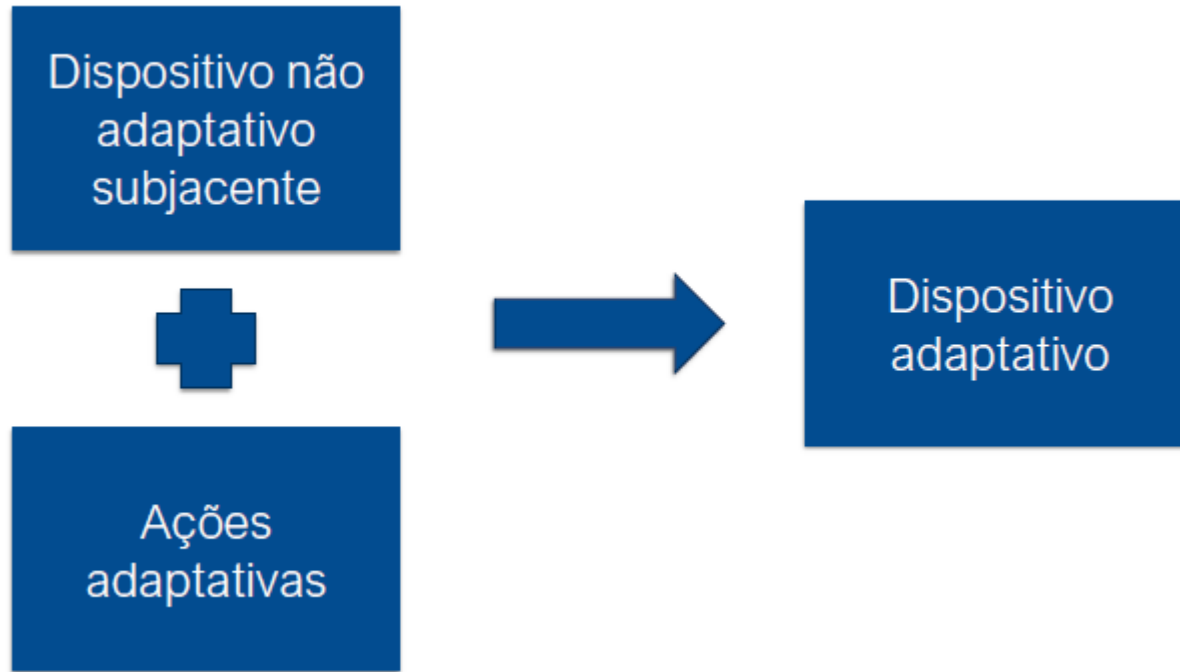 Dispositivo não
adaptativo
subjacente
Ações
adaptativas
Dispositivo
adaptativo